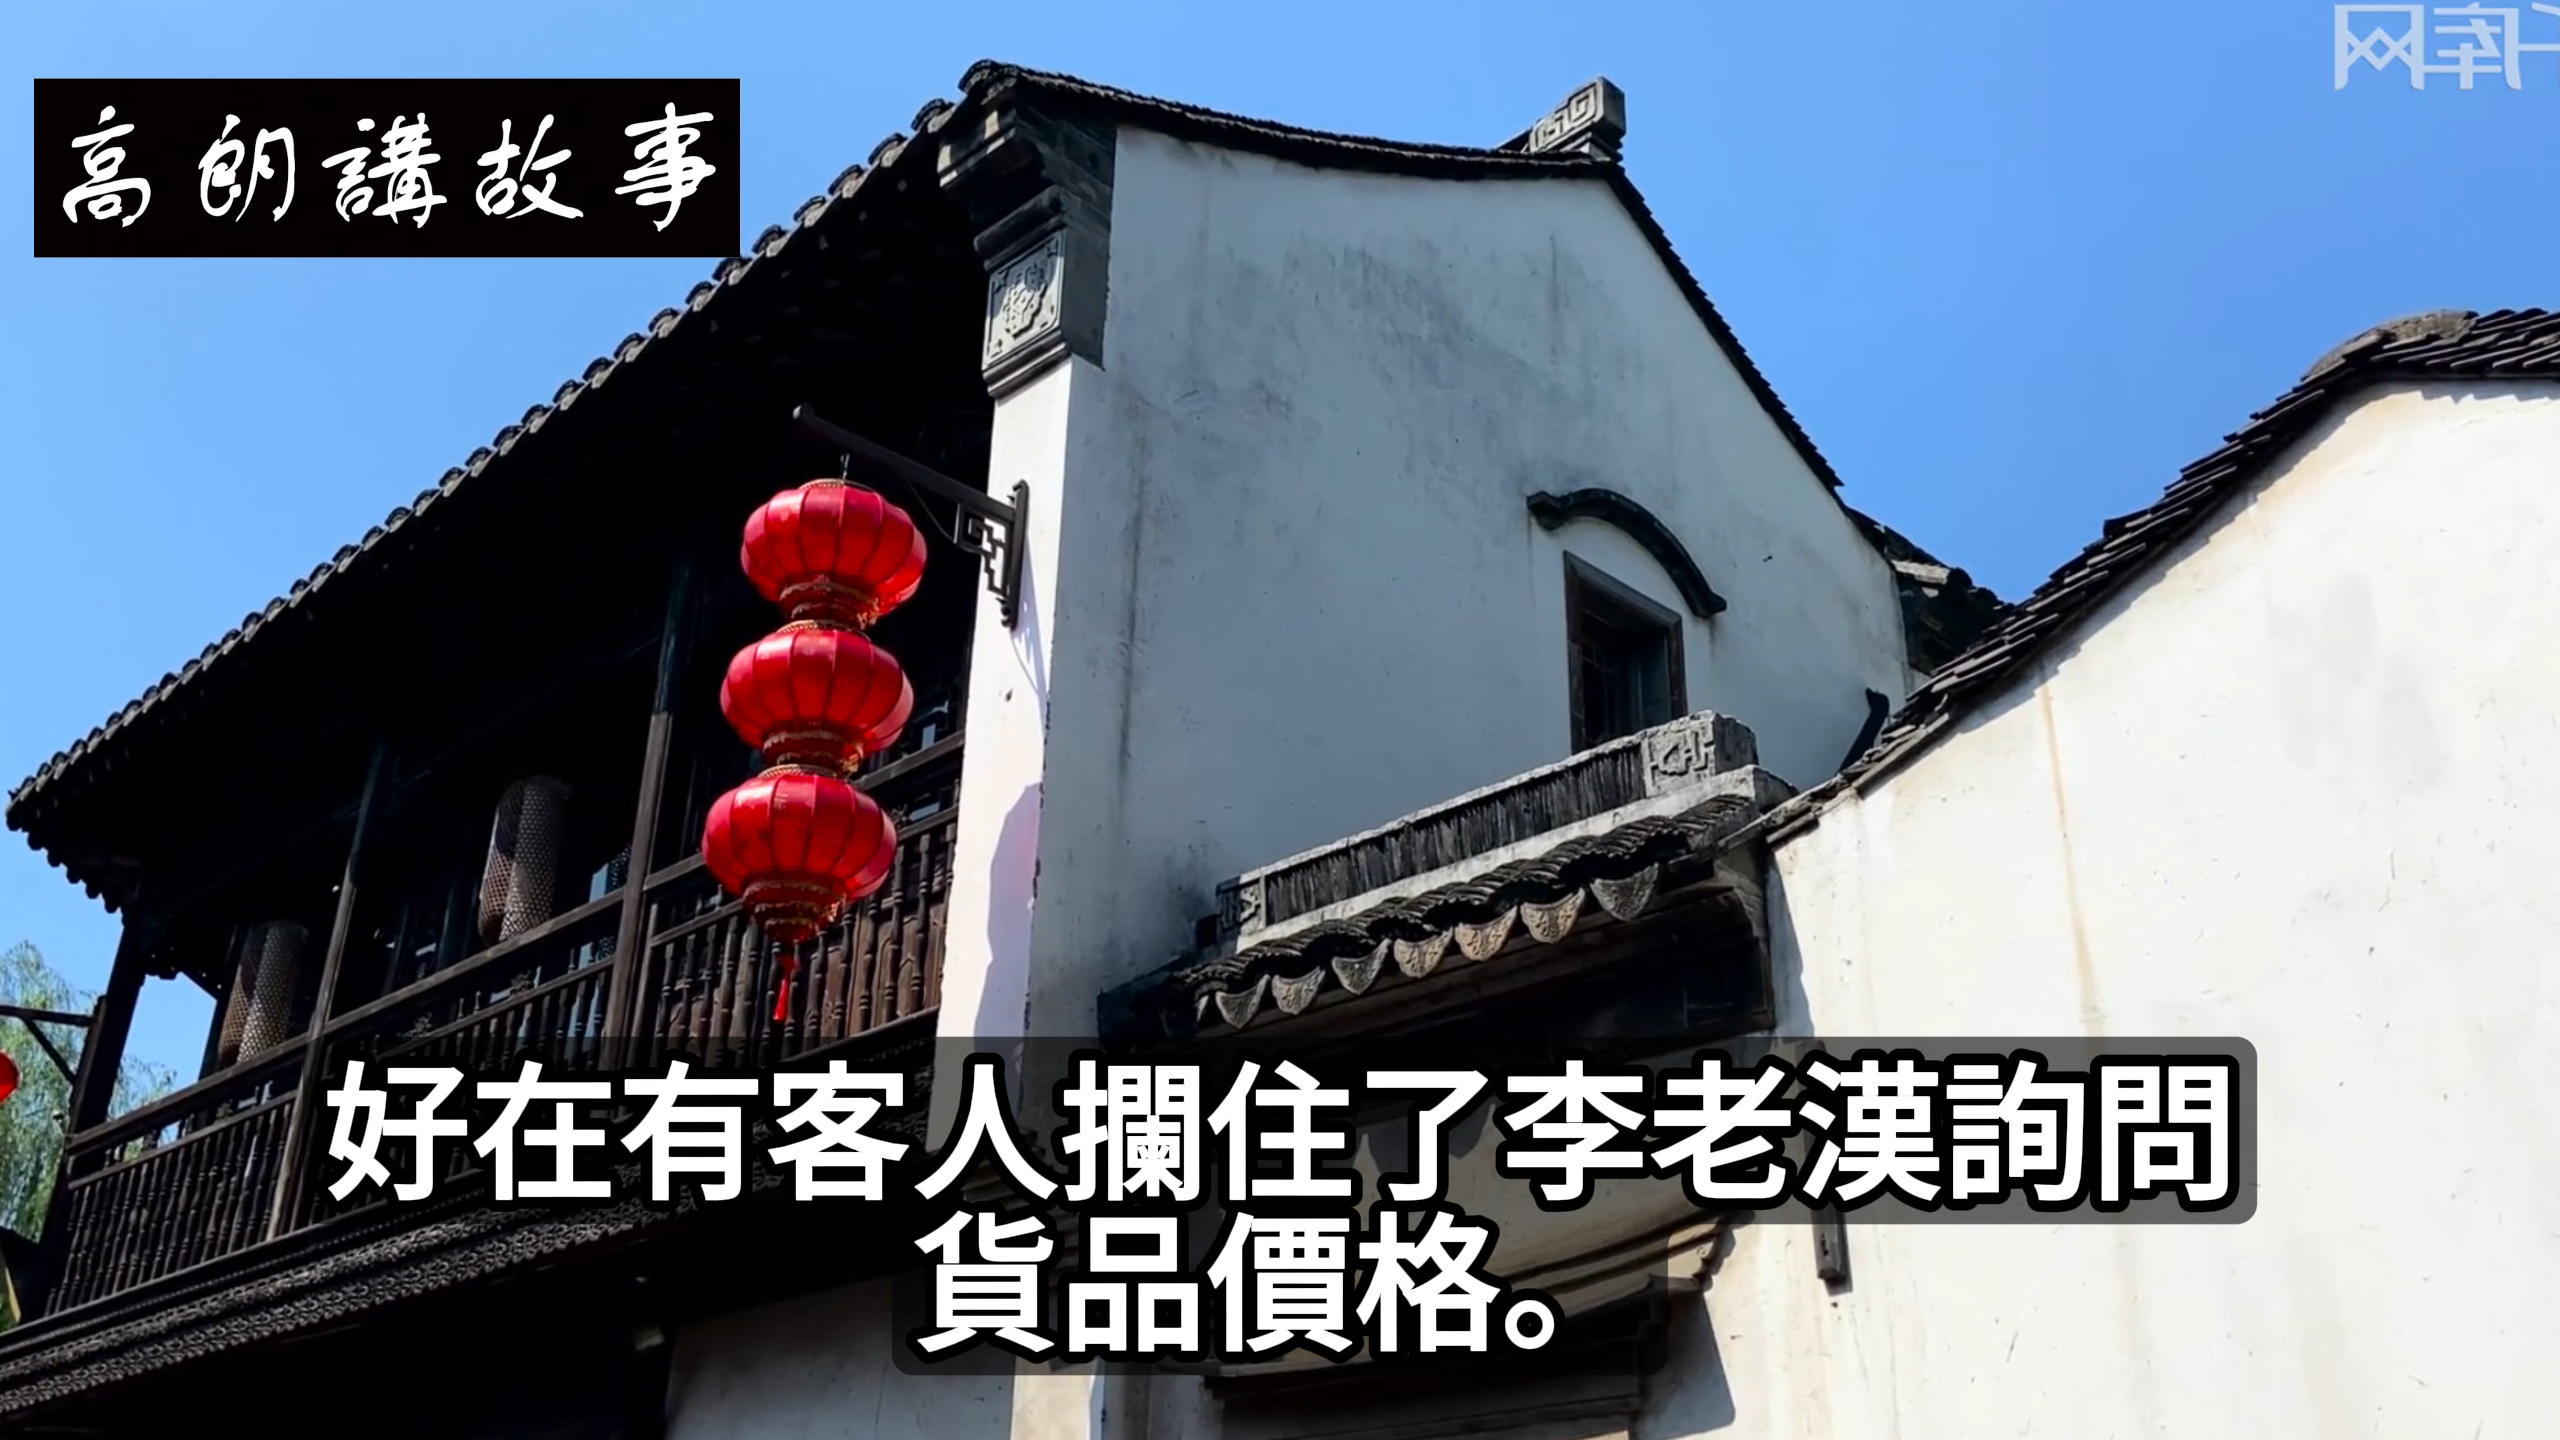 高朗講故事
好在有客人攔住了李老漢詢問
貨品價格。